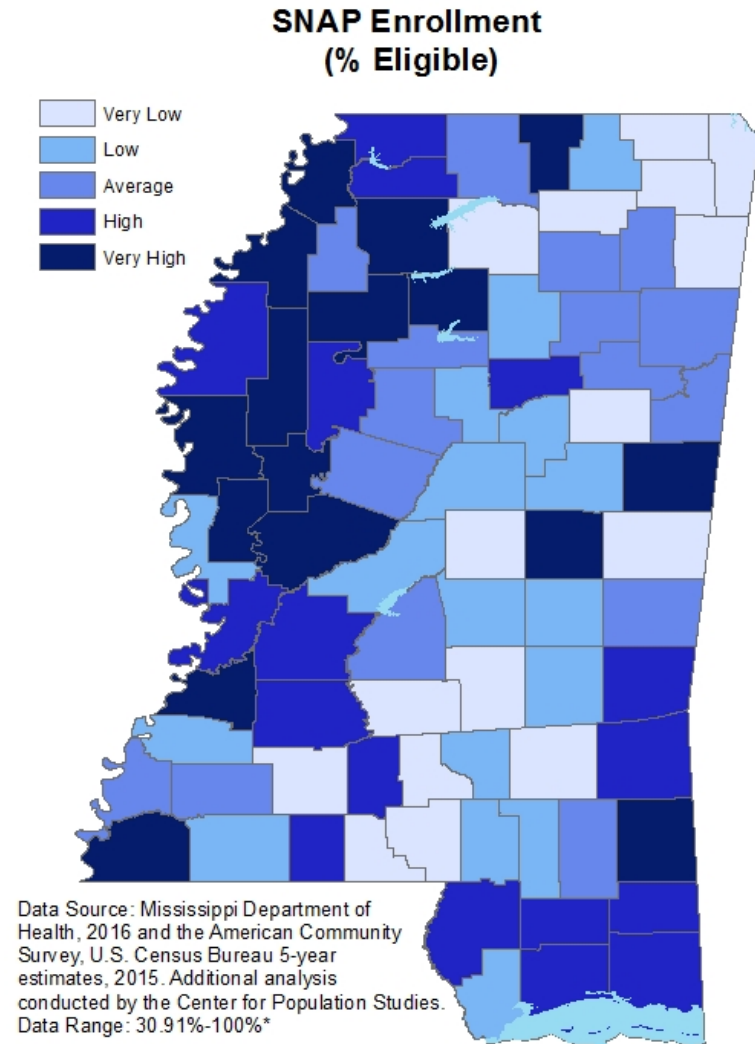 SNAP Enrollment
(% Eligible)
Very Low
Low
Average
High
Very High
Data Source: Mississippi Department of
Health, 2016 and the American Community
Survey, U.S. Census Bureau 5-year
estimates, 2015. Additional analysis
conducted by the Center for Population Studies.
Data Range: 30.91%-100%*